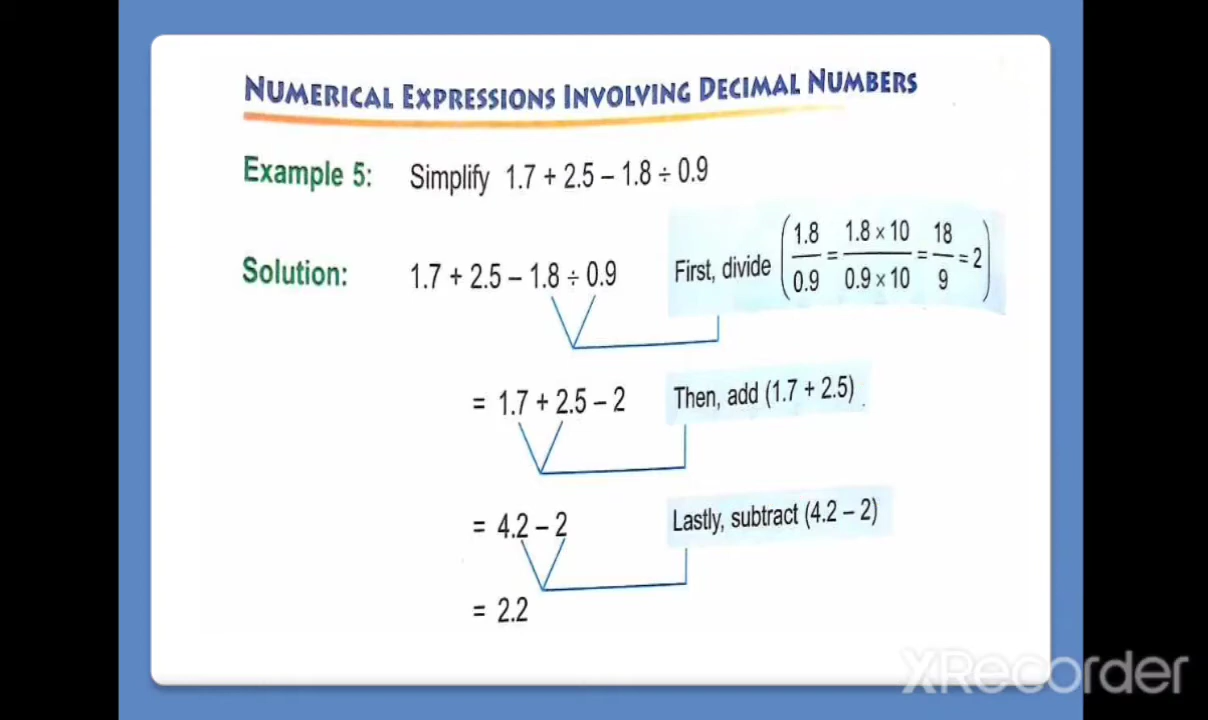 NUMERICAL EXPRESSIONS INVOLVING DECIMAL NUMBERS
Example 5: Simplify 1.7 + 2.5 – 1.8 ÷ 0.9
Solution: 1.7 + 2.5 – 1.8 ÷ 0.9 First, divide (1.8/0.9 = 1.8 × 10/0.9 × 10 = 18/9 = 2)
= 1.7 + 2.5 – 2 Then, add (1.7 + 2.5)
= 4.2 – 2 Lastly, subtract (4.2 – 2)
= 2.2
XRecorder